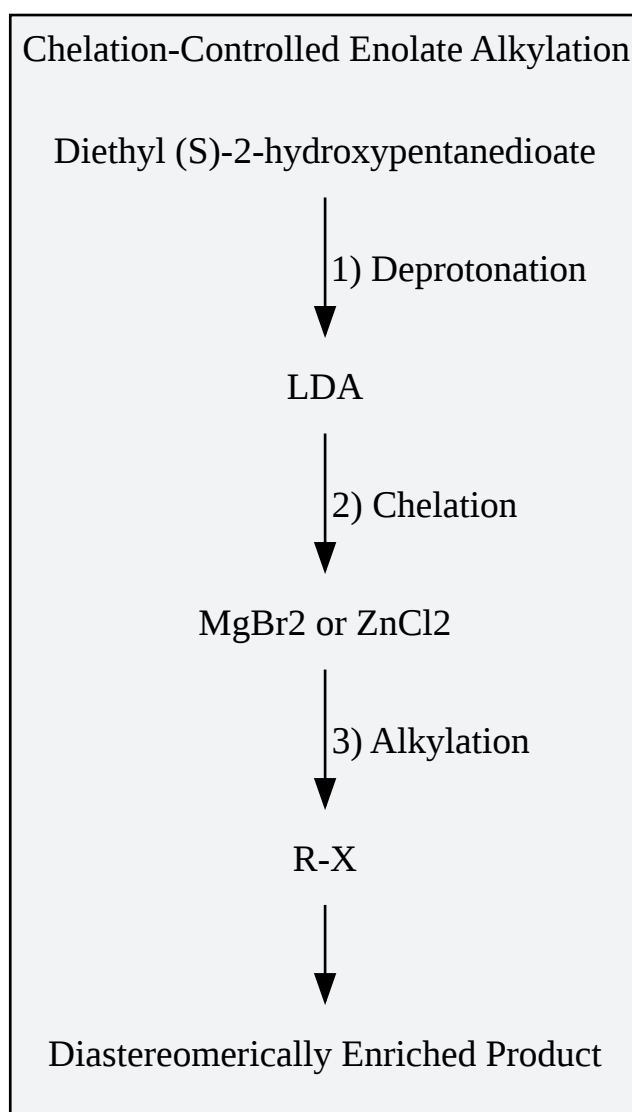 Chelation-Controlled Enolate Alkylation
Diethyl (S)-2-hydroxypentanedioate
1) Deprotonation
LDA
2) Chelation
MgBr2 or ZnCl2
3) Alkylation
R-X
Diastereomerically Enriched Product